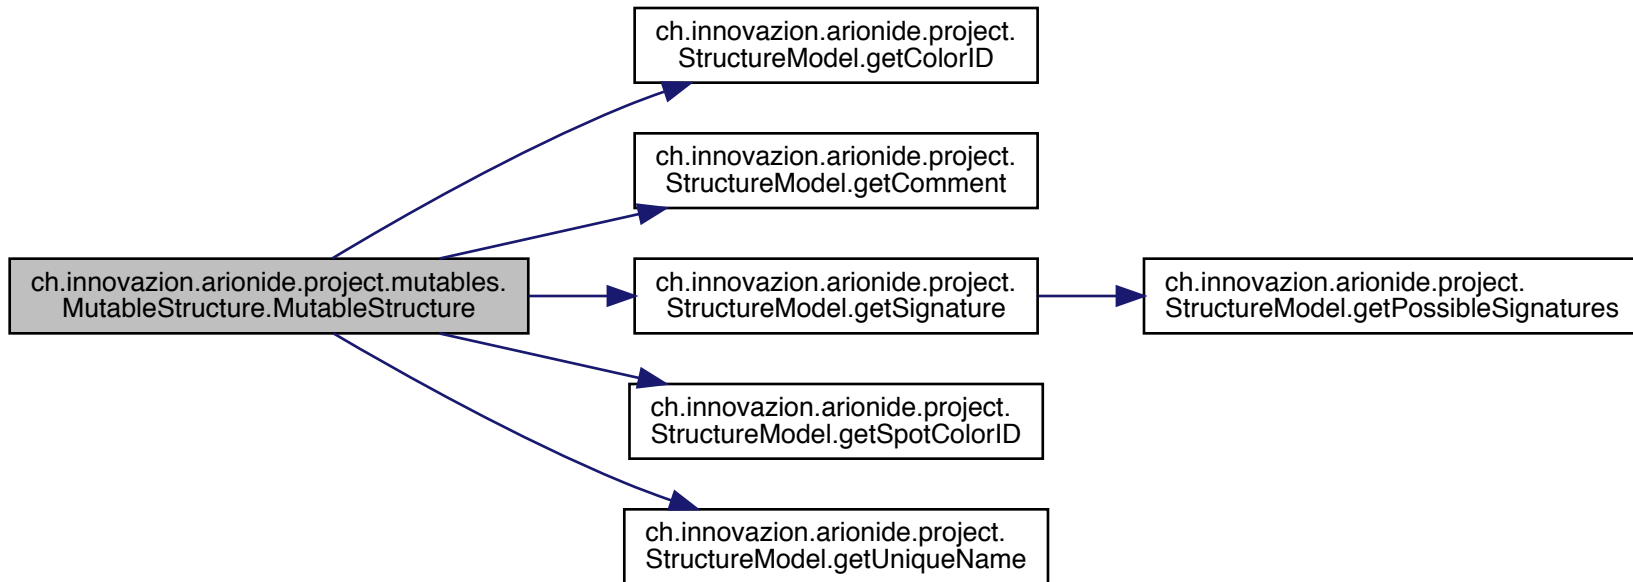 ch.innovazion.arionide.project.
StructureModel.getColorID
ch.innovazion.arionide.project.
StructureModel.getComment
ch.innovazion.arionide.project.mutables.
MutableStructure.MutableStructure
ch.innovazion.arionide.project.
StructureModel.getSignature
ch.innovazion.arionide.project.
StructureModel.getPossibleSignatures
ch.innovazion.arionide.project.
StructureModel.getSpotColorID
ch.innovazion.arionide.project.
StructureModel.getUniqueName